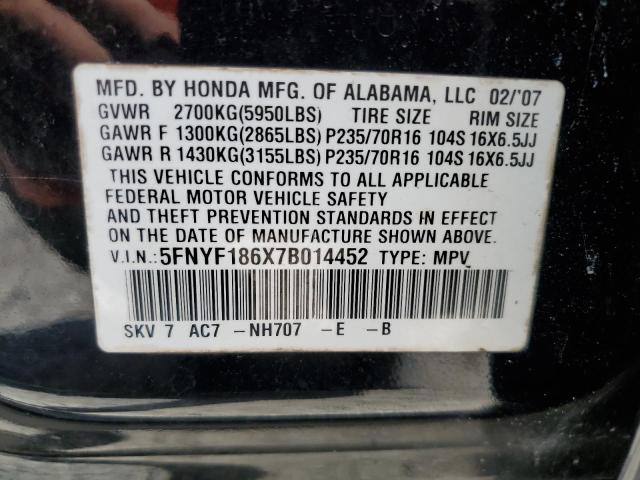 MFD. BY HONDA MFG. OF ALABAMA, LLC 02/'07
GVWR 2700KG(5950LBS) TIRE SIZE RIM SIZE
GAWR F 1300KG(2865LBS) P235/70R16 104S 16X6.5JJ
GAWR R 1430KG(3155LBS) P235/70R16 104S 16X6.5JJ
THIS VEHICLE CONFORMS TO ALL APPLICABLE
FEDERAL MOTOR VEHICLE SAFETY
AND THEFT PREVENTION STANDARDS IN EFFECT
ON DATE OF MANUFACTURE SHOWN ABOVE.
V.I.N.:5FNYF186X7B014452 TYPE: MPV
SKV 7 AC7 -NH707 -E -B